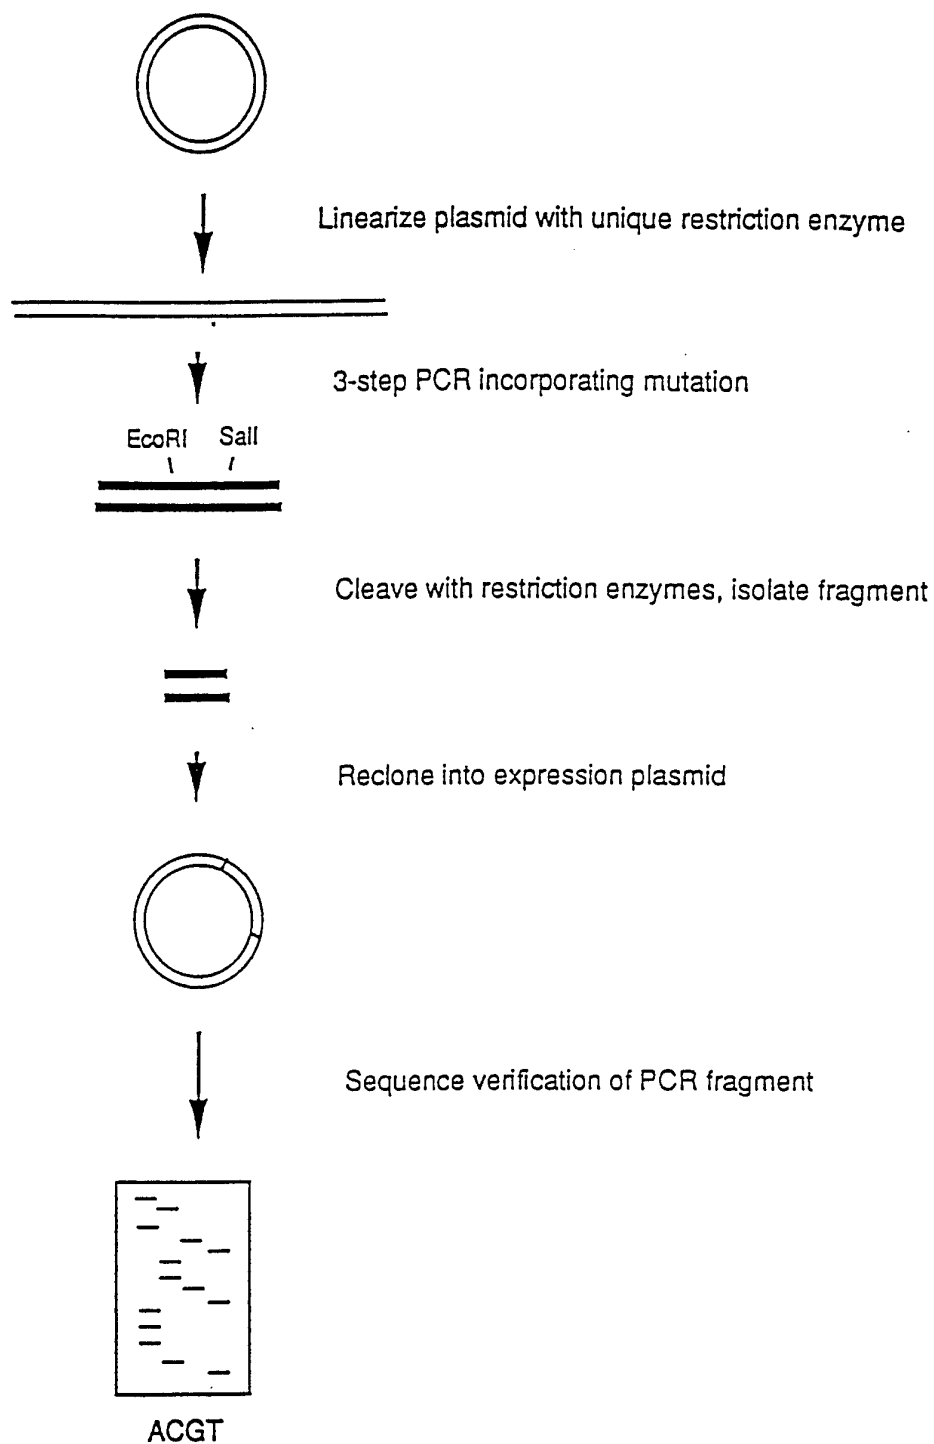 Linearize plasmid with unique restriction enzyme
3-step PCR incorporating mutation
EcoRI SalI
Cleave with restriction enzymes, isolate fragment
Reclone into expression plasmid
Sequence verification of PCR fragment
ACGT